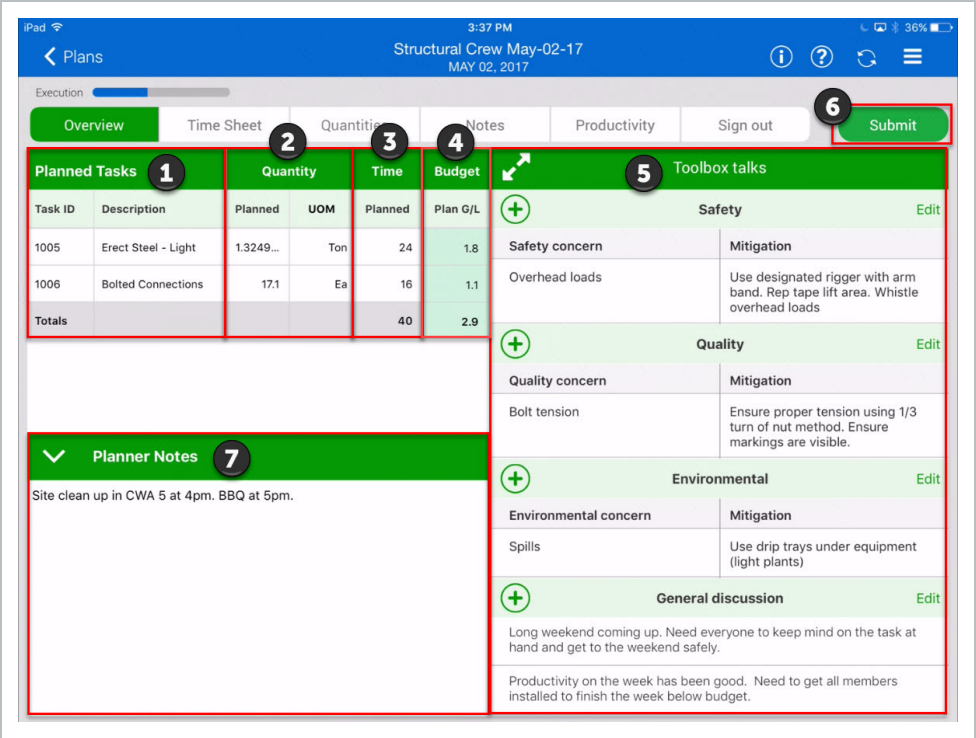 iPad 3:37 PM 36%
Plans
Structural Crew May-02-17
MAY 02, 2017
Execution
Overview Time Sheet Quantities Notes Productivity Sign out Submit
6
1 2 3 4 5
Planned Tasks Quantity Time Budget Toolbox talks
Task ID Description Planned UOM Planned Plan G/L
1005 Erect Steel - Light 1.3249... Ton 24 1.8
1006 Bolted Connections 17.1 Ea 16 1.1
Totals 40 2.9
Safety Edit
Safety concern Mitigation
Overhead loads Use designated rigger with arm
band. Rep tape lift area. Whistle
overhead loads
Quality Edit
Quality concern Mitigation
Bolt tension Ensure proper tension using 1/3
turn of nut method. Ensure
markings are visible.
Environmental Edit
Environmental concern Mitigation
Spills Use drip trays under equipment
(light plants)
General discussion Edit
Long weekend coming up. Need everyone to keep mind on the task at
hand and get to the weekend safely.
Productivity on the week has been good. Need to get all members
installed to finish the week below budget.
Planner Notes 7
Site clean up in CWA 5 at 4pm. BBQ at 5pm.